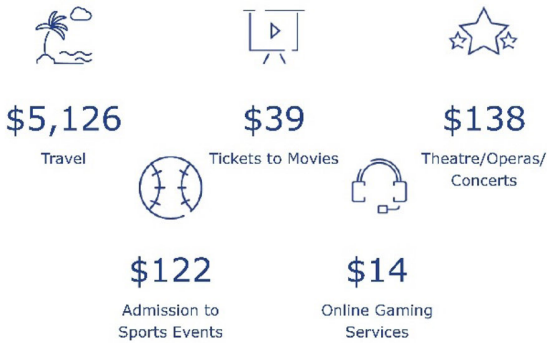 $5,126
Travel
$39
Tickets to Movies
$138
Theatre/Operas/
Concerts
$122
Admission to
Sports Events
$14
Online Gaming
Services